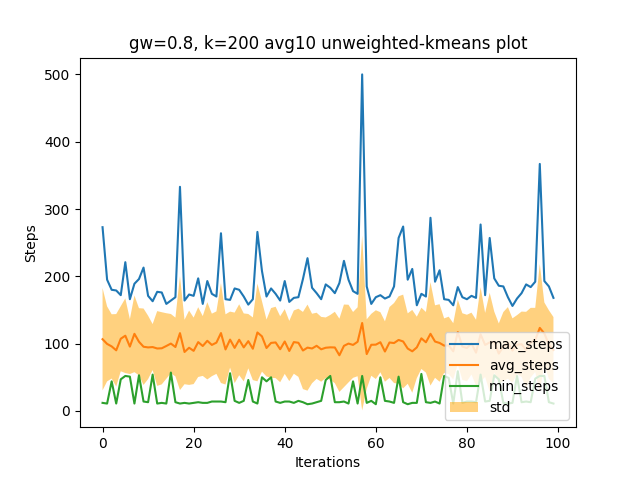 gw=0.8, k=200 avg10 unweighted-kmeans plot
500
400
300
200
100
0
Steps
0 20 40 60 80 100
Iterations
max_steps
avg_steps
min_steps
std